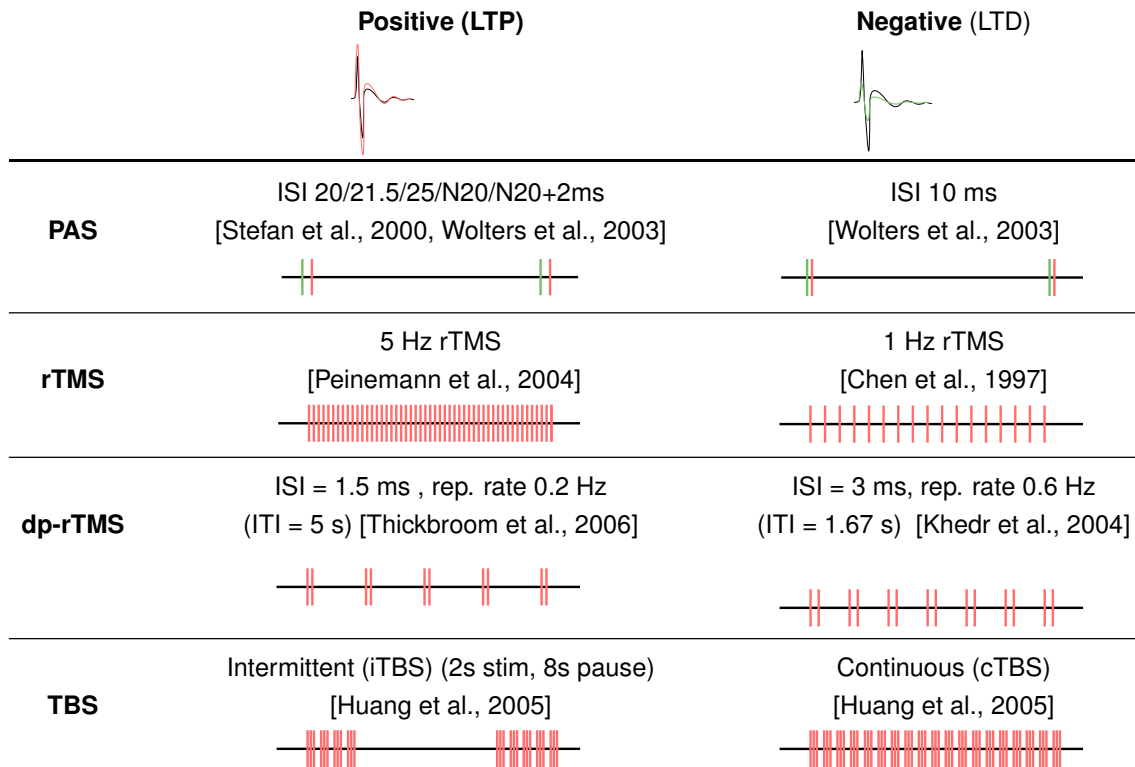 Positive (LTP)
Negative (LTD)
PAS
ISI 20/21.5/25/N20/N20+2ms
[Stefan et al., 2000, Wolters et al., 2003]
ISI 10 ms
[Wolters et al., 2003]
rTMS
5 Hz rTMS
[Peinemann et al., 2004]
1 Hz rTMS
[Chen et al., 1997]
dp-rTMS
ISI = 1.5 ms , rep. rate 0.2 Hz
(ITI = 5 s) [Thickbroom et al., 2006]
ISI = 3 ms, rep. rate 0.6 Hz
(ITI = 1.67 s) [Khedr et al., 2004]
TBS
Intermittent (iTBS) (2s stim, 8s pause)
[Huang et al., 2005]
Continuous (cTBS)
[Huang et al., 2005]